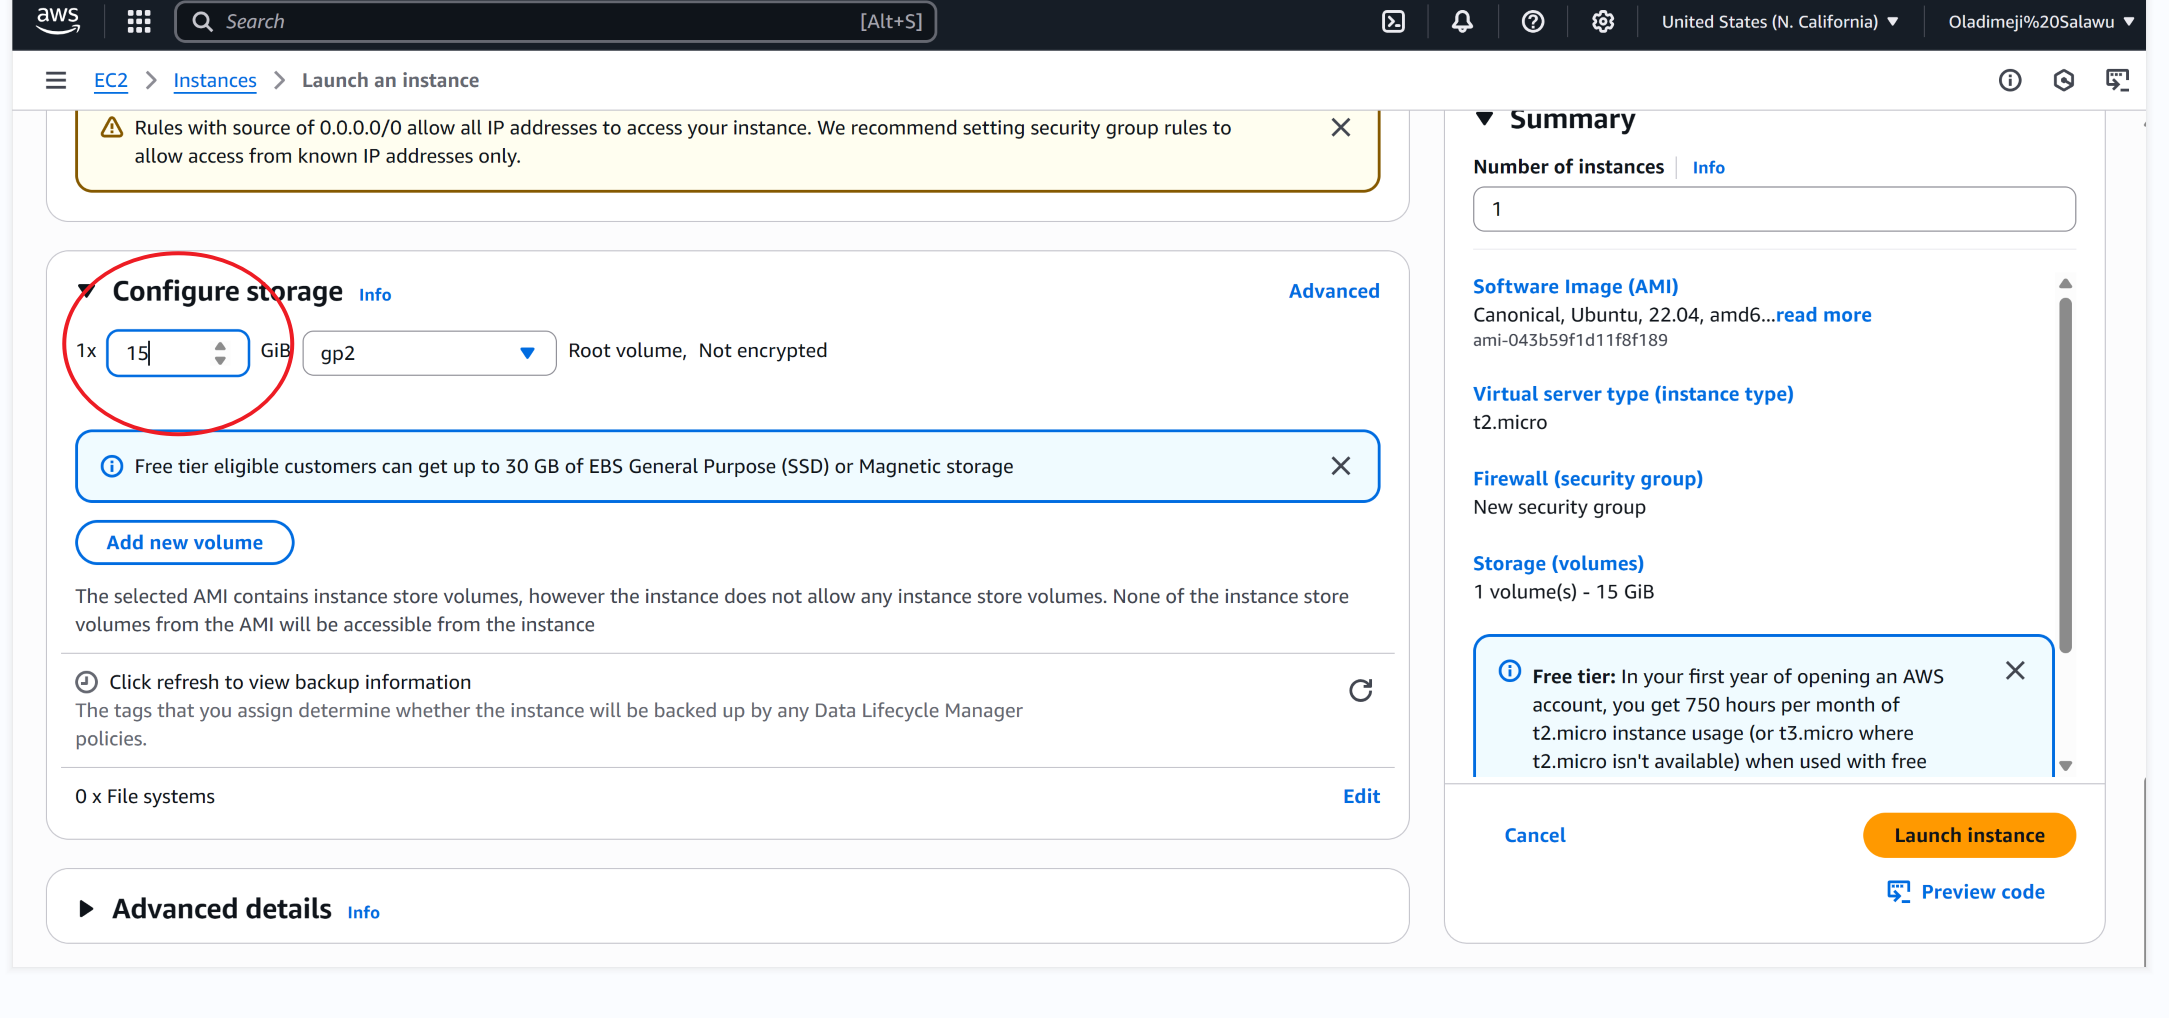 aws
Search [Alt+S]
United States (N. California)
Oladimeji%20Salawu
EC2 Instances Launch an instance
Rules with source of 0.0.0.0/0 allow all IP addresses to access your instance. We recommend setting security group rules to
allow access from known IP addresses only.
Configure storage Info
Advanced
1x 15 GiB gp2 Root volume, Not encrypted
Free tier eligible customers can get up to 30 GB of EBS General Purpose (SSD) or Magnetic storage
Add new volume
The selected AMI contains instance store volumes, however the instance does not allow any instance store volumes. None of the instance store
volumes from the AMI will be accessible from the instance
Click refresh to view backup information
The tags that you assign determine whether the instance will be backed up by any Data Lifecycle Manager
policies.
0 x File systems
Edit
Advanced details Info
Summary
Number of instances Info
1
Software Image (AMI)
Canonical, Ubuntu, 22.04, amd6...read more
ami-043b59f1d11f8f189
Virtual server type (instance type)
t2.micro
Firewall (security group)
New security group
Storage (volumes)
1 volume(s) - 15 GiB
Free tier: In your first year of opening an AWS
account, you get 750 hours per month of
t2.micro instance usage (or t3.micro where
t2.micro isn't available) when used with free
Cancel
Launch instance
Preview code